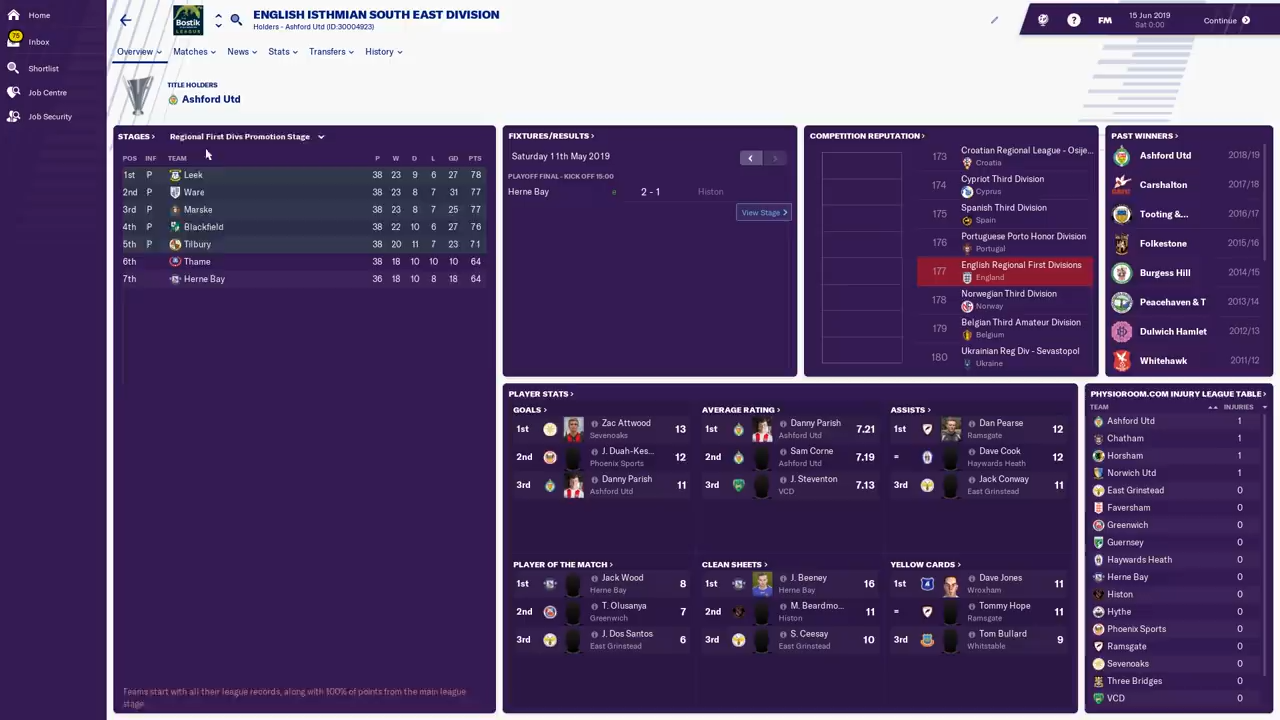 Home
75
Inbox
Shortlist
Job Centre
Job Security
Bostik
LEAGUE
ENGLISH ISTHMIAN SOUTH EAST DIVISION
Holders - Ashford Utd (ID:30004923)
?
FM
15 Jun 2019
Sat 0:00
Continue
Overview
Matches
News
Stats
Transfers
History
TITLE HOLDERS
Ashford Utd
STAGES
Regional First Divs Promotion Stage
POS INF TEAM P W D L GD PTS
1st P Leek 38 23 9 6 27 78
2nd P Ware 38 23 8 7 31 77
3rd P Marske 38 23 8 7 25 77
4th P Blackfield 38 22 10 6 27 76
5th P Tilbury 38 20 11 7 23 71
6th Thame 38 18 10 10 10 64
7th Herne Bay 36 18 10 8 18 64
Teams start with all their league records, along with 100% of points from the main league
stage.
FIXTURES/RESULTS
Saturday 11th May 2019
PLAYOFF FINAL - KICK OFF 15:00
Herne Bay 2 - 1 Histon
View Stage
COMPETITION REPUTATION
173 Croatian Regional League - Osije...
Croatia
174 Cypriot Third Division
Cyprus
175 Spanish Third Division
Spain
176 Portuguese Porto Honor Division
Portugal
177 English Regional First Divisions
England
178 Norwegian Third Division
Norway
179 Belgian Third Amateur Division
Belgium
180 Ukrainian Reg Div - Sevastopol
Ukraine
PAST WINNERS
Ashford Utd 2018/19
Carshalton 2017/18
Tooting &... 2016/17
Folkestone 2015/16
Burgess Hill 2014/15
Peacehaven & T 2013/14
Dulwich Hamlet 2012/13
Whitehawk 2011/12
PLAYER STATS
GOALS
1st Zac Attwood 13
Sevenoaks
2nd J. Duah-Kes... 12
Phoenix Sports
3rd Danny Parish 11
Ashford Utd
AVERAGE RATING
1st Danny Parish 7.21
Ashford Utd
2nd Sam Corne 7.19
Ashford Utd
3rd J. Steventon 7.13
VCD
ASSISTS
1st Dan Pearse 12
Ramsgate
= Dave Cook 12
Haywards Heath
3rd Jack Conway 11
East Grinstead
PLAYER OF THE MATCH
1st Jack Wood 8
Herne Bay
2nd T. Olusanya 7
Greenwich
3rd J. Dos Santos 6
East Grinstead
CLEAN SHEETS
1st J. Beeney 16
Herne Bay
2nd M. Beardmo... 11
Histon
3rd S. Ceesay 10
East Grinstead
YELLOW CARDS
1st Dave Jones 11
Wroxham
= Tommy Hope 11
Ramsgate
3rd Tom Bullard 9
Whitstable
PHYSIOROOM.COM INJURY LEAGUE TABLE
TEAM INJURIES
Ashford Utd 1
Chatham 1
Horsham 1
Norwich Utd 1
East Grinstead 0
Faversham 0
Greenwich 0
Guernsey 0
Haywards Heath 0
Herne Bay 0
Histon 0
Hythe 0
Phoenix Sports 0
Ramsgate 0
Sevenoaks 0
Three Bridges 0
VCD 0